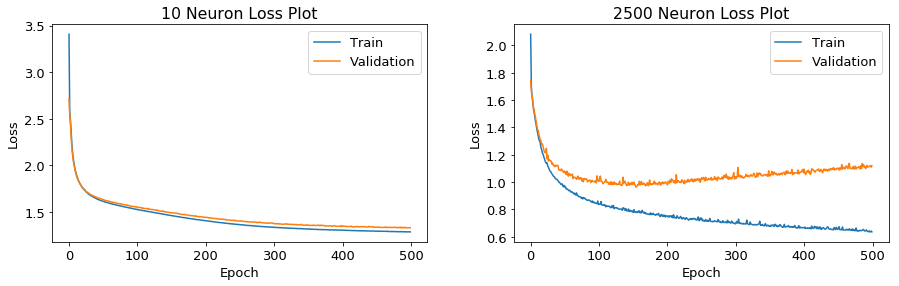 10 Neuron Loss Plot
3.5
3.0
2.5
2.0
1.5
Loss
0
100
200
300
400
500
Epoch
Train
Validation
2500 Neuron Loss Plot
2.0
1.8
1.6
1.4
1.2
1.0
0.8
0.6
Loss
0
100
200
300
400
500
Epoch
Train
Validation